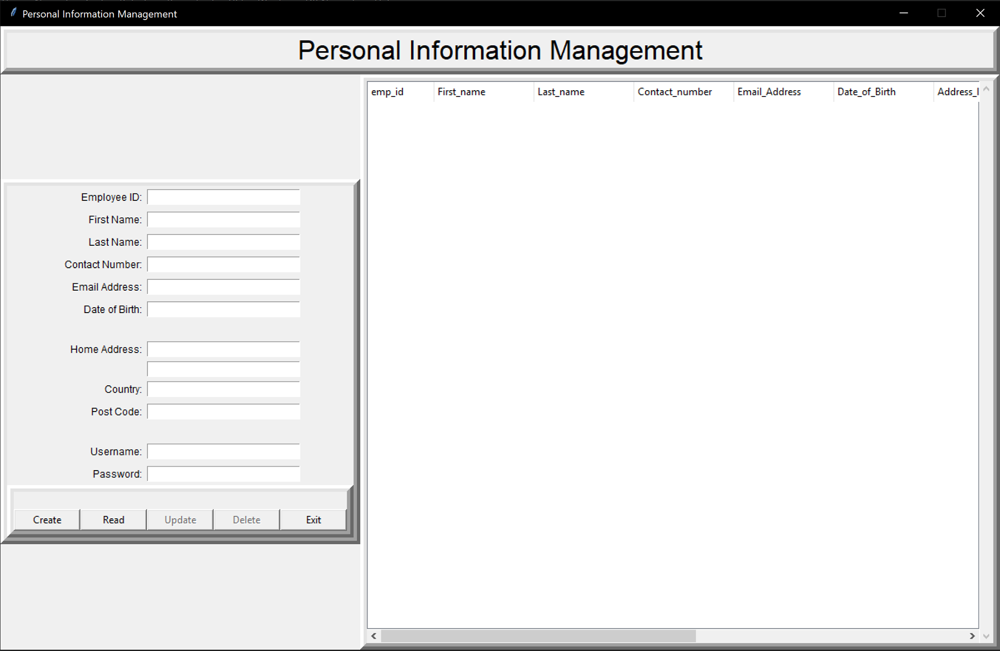 Personal Information Management
Personal Information Management
emp_id First_name Last_name Contact_number Email_Address Date_of_Birth Address_
Employee ID:
First Name:
Last Name:
Contact Number:
Email Address:
Date of Birth:
Home Address:
Country:
Post Code:
Username:
Password:
Create Read Update Delete Exit